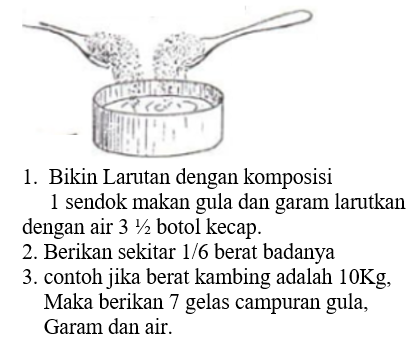 1. Bikin Larutan dengan komposisi
1 sendok makan gula dan garam larutkan
dengan air 3 ½ botol kecap.
2. Berikan sekitar 1/6 berat badanya
3. contoh jika berat kambing adalah 10Kg,
Maka berikan 7 gelas campuran gula,
Garam dan air.